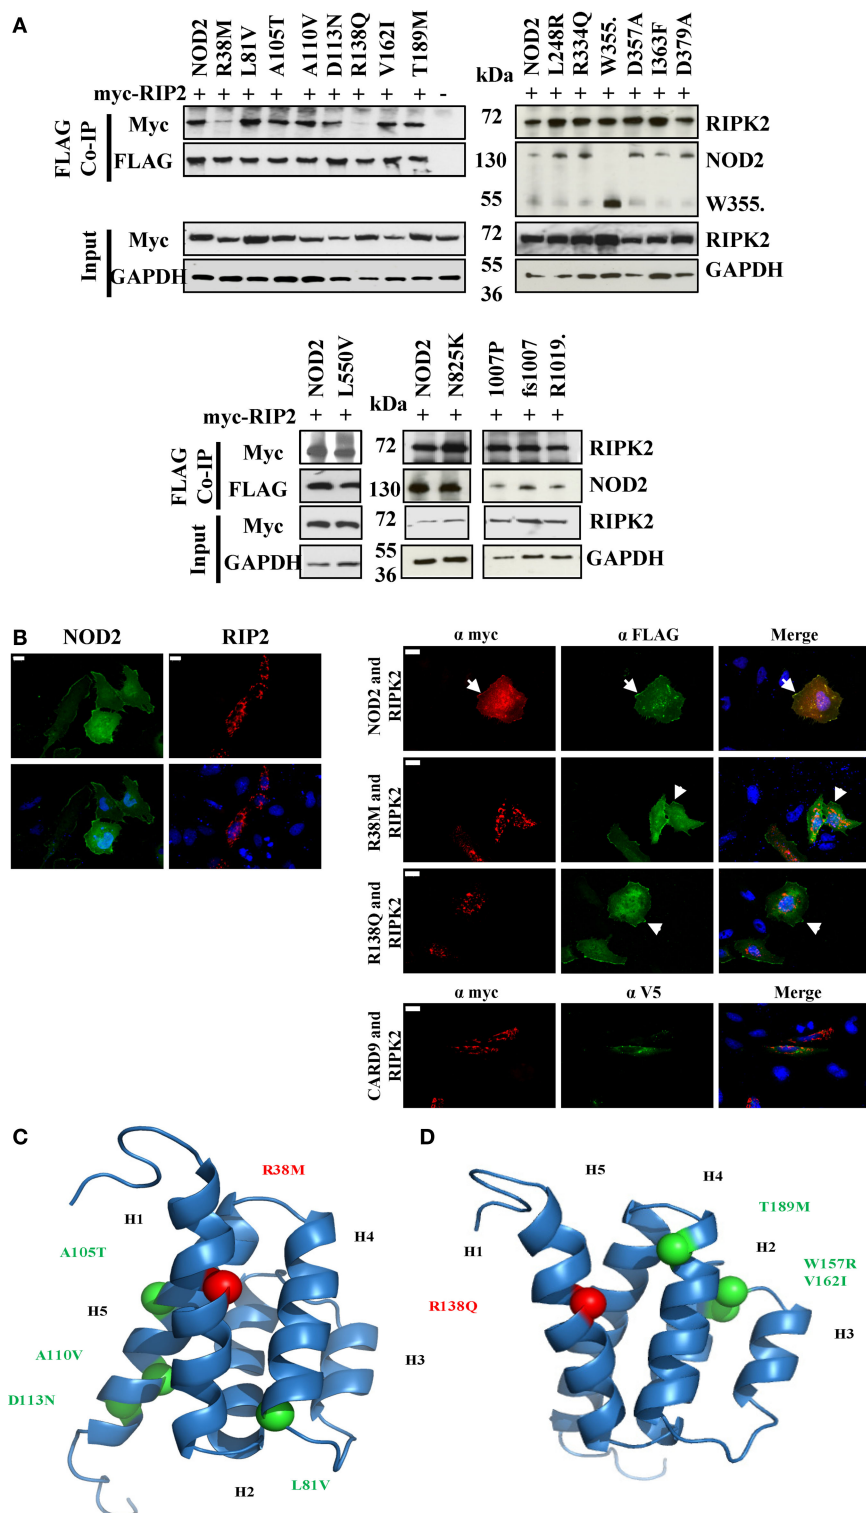 A
NOD2 R38M L81V A105T A110V D113N R138Q V162I T189M
myc-RIP2 + + + + + + + + + -
FLAG Co-IP
Myc
FLAG
Input
Myc
GAPDH
kDa
72
130
55
72
55
36
NOD2 L248R R334Q W355. D357A I363F D379A
+ + + + + + +
RIPK2
NOD2
W355.
RIPK2
GAPDH
NOD2 L550V
myc-RIP2 + +
kDa
NOD2 N825K
+ +
1007P fs1007 R1019.
+ + +
FLAG Co-IP
Myc 72 RIPK2
FLAG 130 NOD2
Input
Myc 72 RIPK2
GAPDH 55 GAPDH
36
B
NOD2 RIP2
α myc α FLAG Merge
NOD2 and RIPK2
R38M and RIPK2
R138Q and RIPK2
α myc α V5 Merge
CARD9 and RIPK2
C
R38M
H1
H4
A105T
H5
A110V
H3
D113N
H2
L81V
D
H5
H4
T189M
H1
H2
W157R
V162I
R138Q
H3